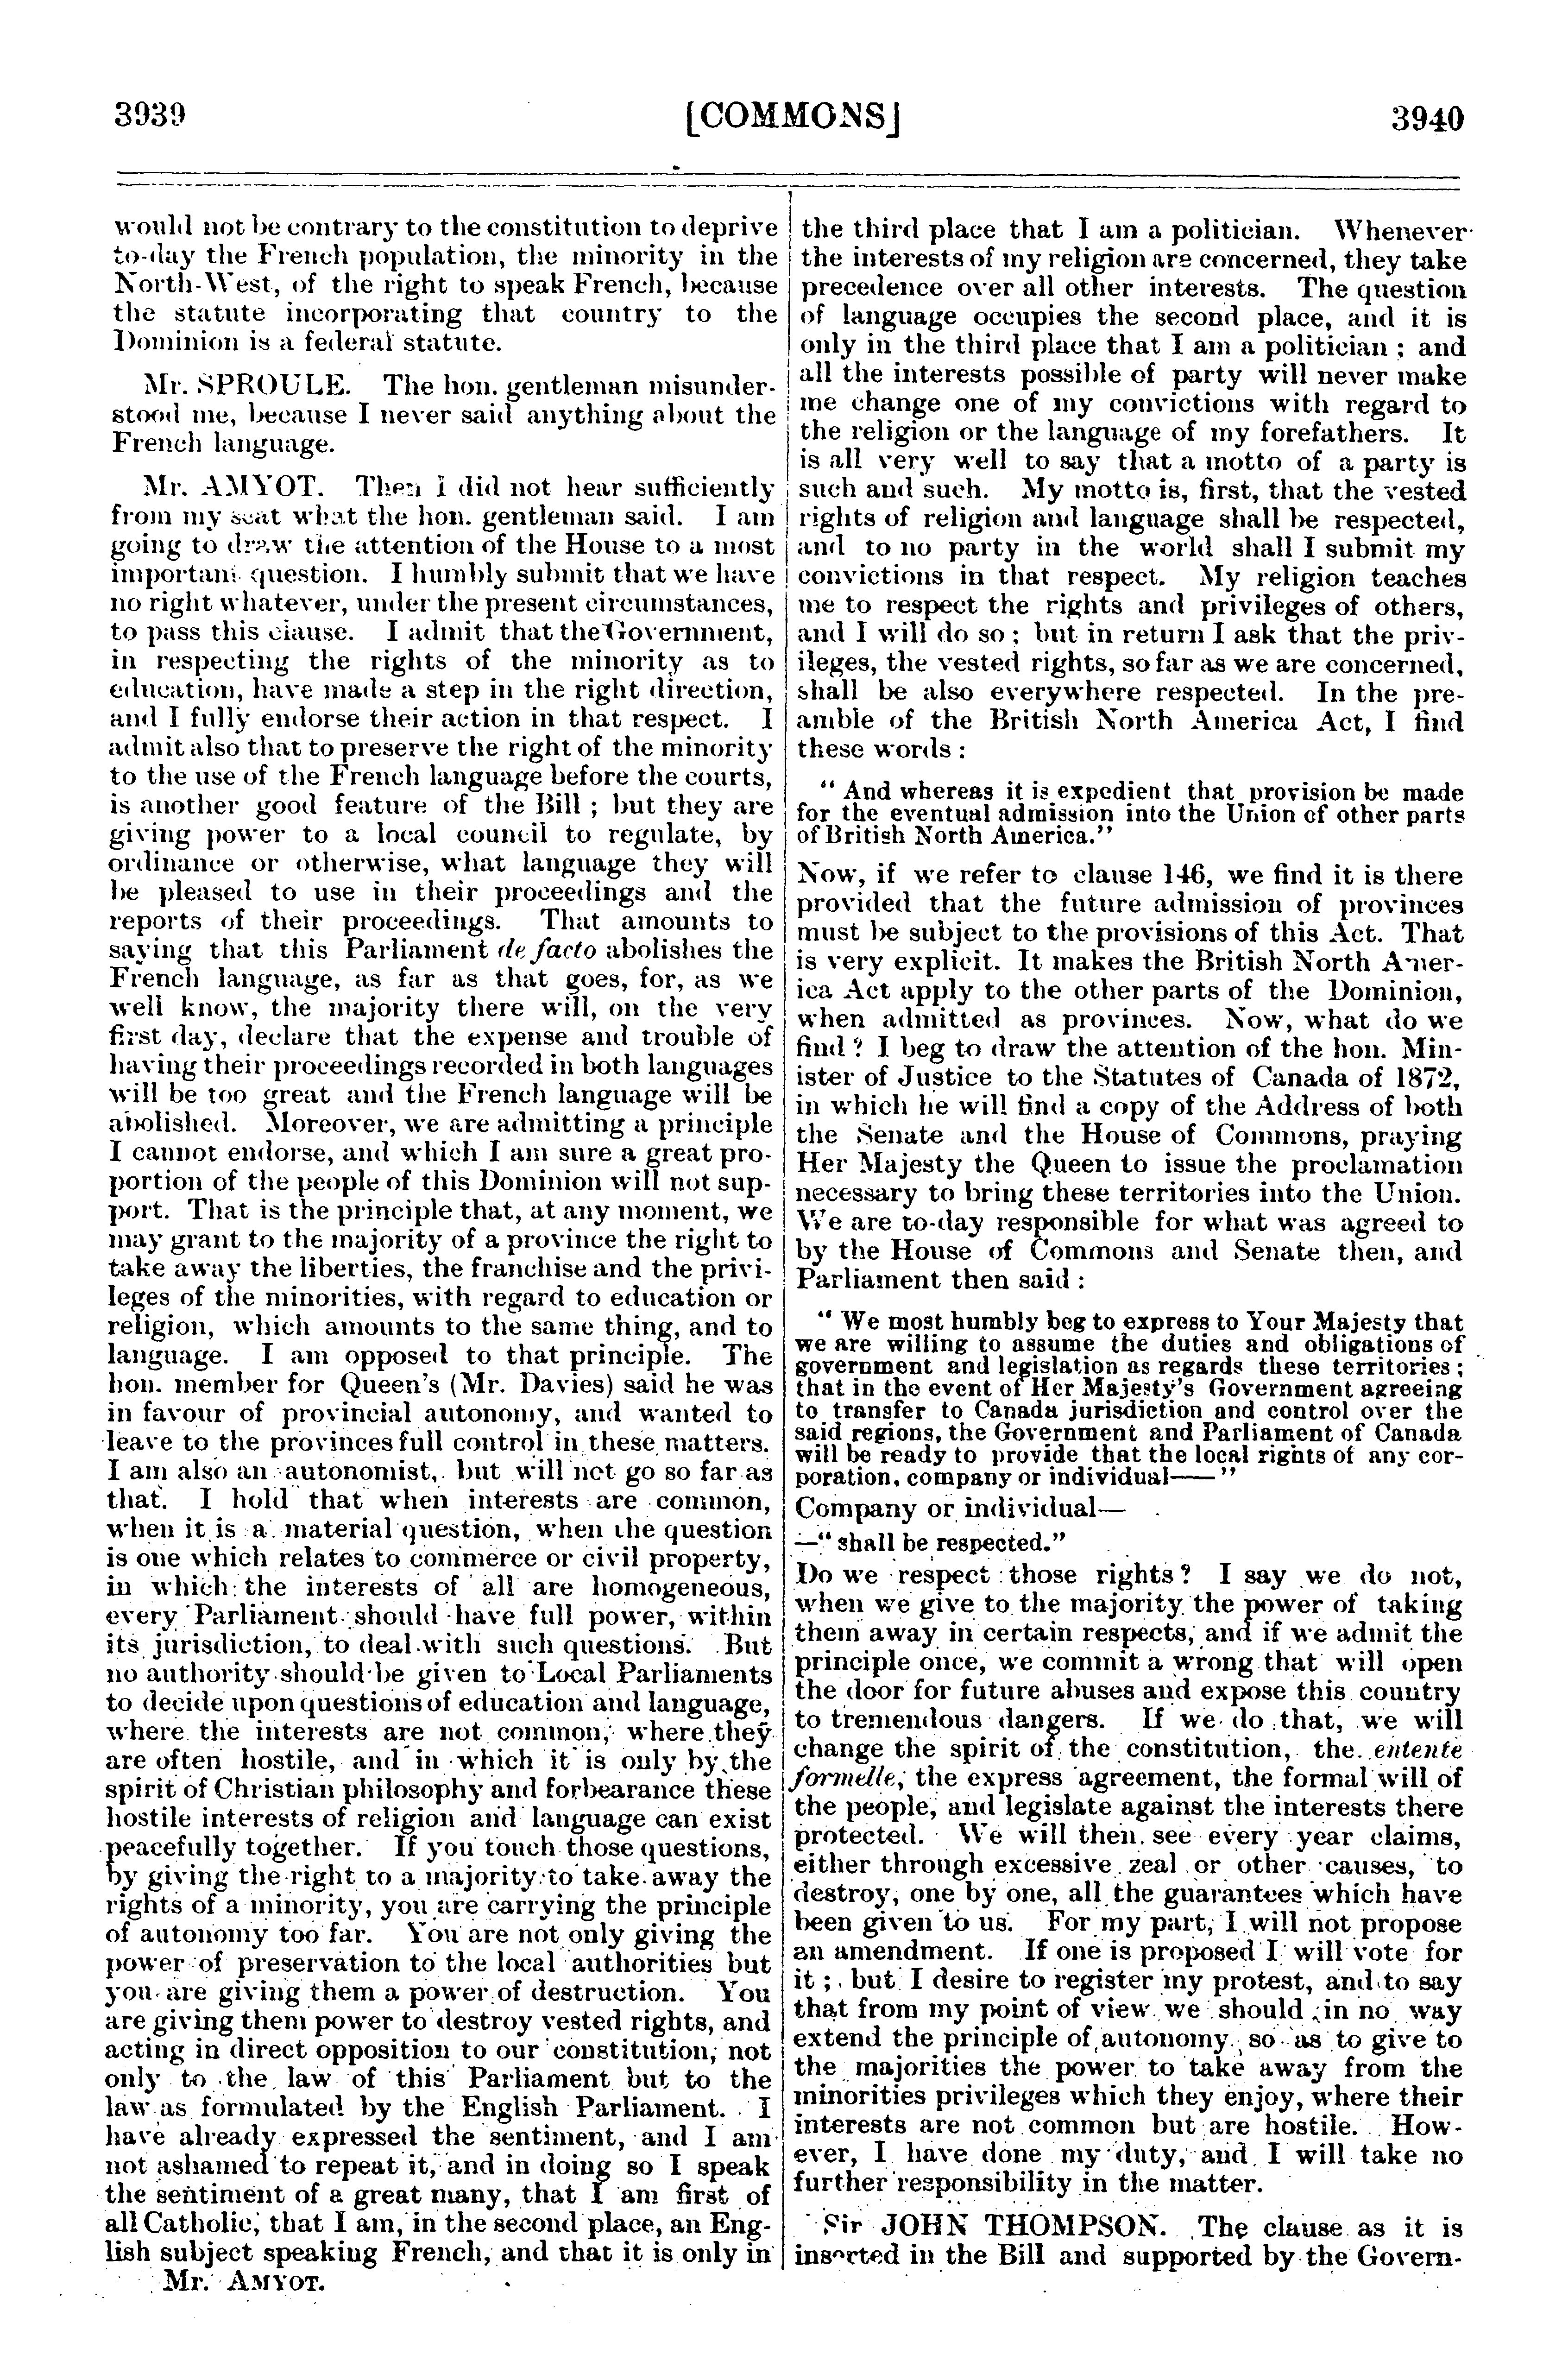 3939
[COMMONS]
3940
would not be contrary to the constitution to deprive
to-day the French population, the minority in the
North-West, of the right to speak French, because
the statute incorporating that country to the
Dominion is a federal statute.
Mr. SPROULE. The hon. gentleman misunder-
stood me, because I never said anything about the
French language.
Mr. AMYOT. Then I did not hear sufficiently
from my seat what the hon. gentleman said. I am
going to draw the attention of the House to a most
important question. I humbly submit that we have
no right whatever, under the present circumstances,
to pass this clause. I admit that the Government,
in respecting the rights of the minority as to
education, have made a step in the right direction,
and I fully endorse their action in that respect. I
admit also that to preserve the right of the minority
to the use of the French language before the courts,
is another good feature of the Bill ; but they are
giving power to a local council to regulate, by
ordinance or otherwise, what language they will
be pleased to use in their proceedings and the
reports of their proceedings. That amounts to
saying that this Parliament de facto abolishes the
French language, as far as that goes, for, as we
well know, the majority there will, on the very
first day, declare that the expense and trouble of
having their proceedings recorded in both languages
will be too great and the French language will be
abolished. Moreover, we are admitting a principle
I cannot endorse, and which I am sure a great pro-
portion of the people of this Dominion will not sup-
port. That is the principle that, at any moment, we
may grant to the majority of a province the right to
take away the liberties, the franchise and the privi-
leges of the minorities, with regard to education or
religion, which amounts to the same thing, and to
language. I am opposed to that principle. The
hon. member for Queen's (Mr. Davies) said he was
in favour of provincial autonomy, and wanted to
leave to the provinces full control in these matters.
I am also an autonomist, but will not go so far as
that. I hold that when interests are common,
when it is a material question, when the question
is one which relates to commerce or civil property,
in which the interests of all are homogeneous,
every Parliament should have full power, within
its jurisdiction, to deal with such questions. But
no authority should be given to Local Parliaments
to decide upon questions of education and language,
where the interests are not common, where they
are often hostile, and in which it is only by the
spirit of Christian philosophy and forbearance these
hostile interests of religion and language can exist
peacefully together. If you touch those questions,
by giving the right to a majority to take away the
rights of a minority, you are carrying the principle
of autonomy too far. You are not only giving the
power of preservation to the local authorities but
you are giving them a power of destruction. You
are giving them power to destroy vested rights, and
acting in direct opposition to our constitution, not
only to the law of this Parliament but to the
law as formulated by the English Parliament. I
have already expressed the sentiment, and I am
not ashamed to repeat it, and in doing so I speak
the sentiment of a great many, that I am first of
all Catholic, that I am, in the second place, an Eng-
lish subject speaking French, and that it is only in
Mr. AMYOT.
the third place that I am a politician. Whenever
the interests of my religion are concerned, they take
precedence over all other interests. The question
of language occupies the second place, and it is
only in the third place that I am a politician ; and
all the interests possible of party will never make
me change one of my convictions with regard to
the religion or the language of my forefathers. It
is all very well to say that a motto of a party is
such and such. My motto is, first, that the vested
rights of religion and language shall be respected,
and to no party in the world shall I submit my
convictions in that respect. My religion teaches
me to respect the rights and privileges of others,
and I will do so ; but in return I ask that the priv-
ileges, the vested rights, so far as we are concerned,
shall be also everywhere respected. In the pre-
amble of the British North America Act, I find
these words :
" And whereas it is expedient that provision be made
for the eventual admission into the Union of other parts
of British North America."
Now, if we refer to clause 146, we find it is there
provided that the future admission of provinces
must be subject to the provisions of this Act. That
is very explicit. It makes the British North Amer-
ica Act apply to the other parts of the Dominion,
when admitted as provinces. Now, what do we
find ? I beg to draw the attention of the hon. Min-
ister of Justice to the Statutes of Canada of 1872,
in which he will find a copy of the Address of both
the Senate and the House of Commons, praying
Her Majesty the Queen to issue the proclamation
necessary to bring these territories into the Union.
We are to-day responsible for what was agreed to
by the House of Commons and Senate then, and
Parliament then said :
" We most humbly beg to express to Your Majesty that
we are willing to assume the duties and obligations of
government and legislation as regards these territories ;
that in the event of Her Majesty's Government agreeing
to transfer to Canada jurisdiction and control over the
said regions, the Government and Parliament of Canada
will be ready to provide that the local rights of any cor-
poration, company or individual—— "
Company or individual—
—" shall be respected."
Do we respect those rights ? I say we do not,
when we give to the majority the power of taking
them away in certain respects, and if we admit the
principle once, we commit a wrong that will open
the door for future abuses and expose this country
to tremendous dangers. If we do that, we will
change the spirit of the constitution, the entente
formelle, the express agreement, the formal will of
the people, and legislate against the interests there
protected. We will then see every year claims,
either through excessive zeal or other causes, to
destroy, one by one, all the guarantees which have
been given to us. For my part, I will not propose
an amendment. If one is proposed I will vote for
it ; but I desire to register my protest, and to say
that from my point of view we should in no way
extend the principle of autonomy so as to give to
the majorities the power to take away from the
minorities privileges which they enjoy, where their
interests are not common but are hostile. How-
ever, I have done my duty, and I will take no
further responsibility in the matter.
Sir JOHN THOMPSON. The clause as it is
inserted in the Bill and supported by the Govern-